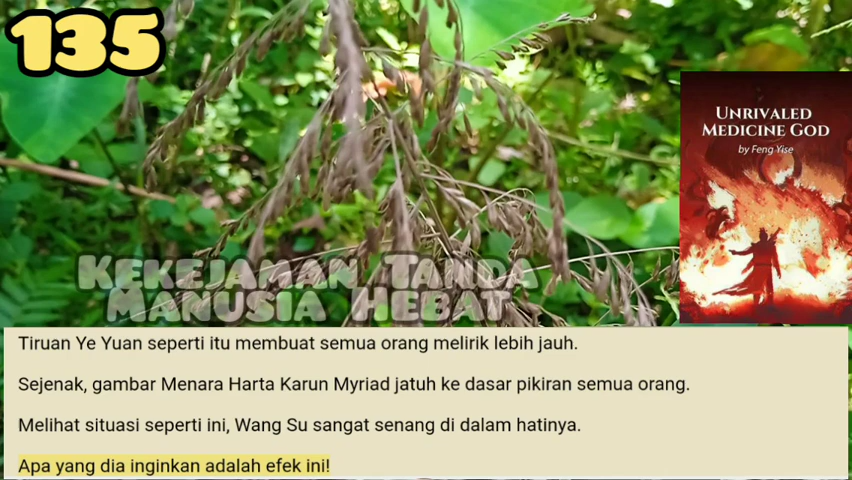 135
UNRIVALED
MEDICINE GOD
by Feng Yise
KEKEJAMAN TANDA
MANUSIA HEBAT
Tiruan Ye Yuan seperti itu membuat semua orang melirik lebih jauh.
Sejenak, gambar Menara Harta Karun Myriad jatuh ke dasar pikiran semua orang.
Melihat situasi seperti ini, Wang Su sangat senang di dalam hatinya.
Apa yang dia inginkan adalah efek ini!